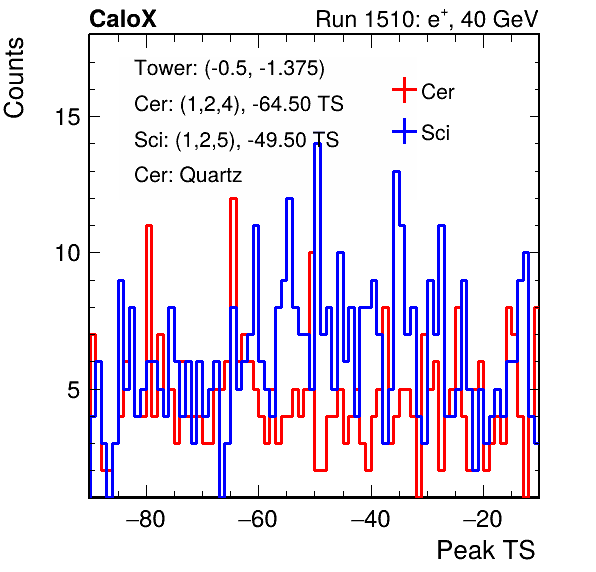 CaloX Run 1510: e⁺, 40 GeV
Counts
Tower: (-0.5, -1.375)
Cer: (1,2,4), -64.50 TS
Sci: (1,2,5), -49.50 TS
Cer: Quartz
Cer
Sci
15
10
5
−80 −60 −40 −20
Peak TS